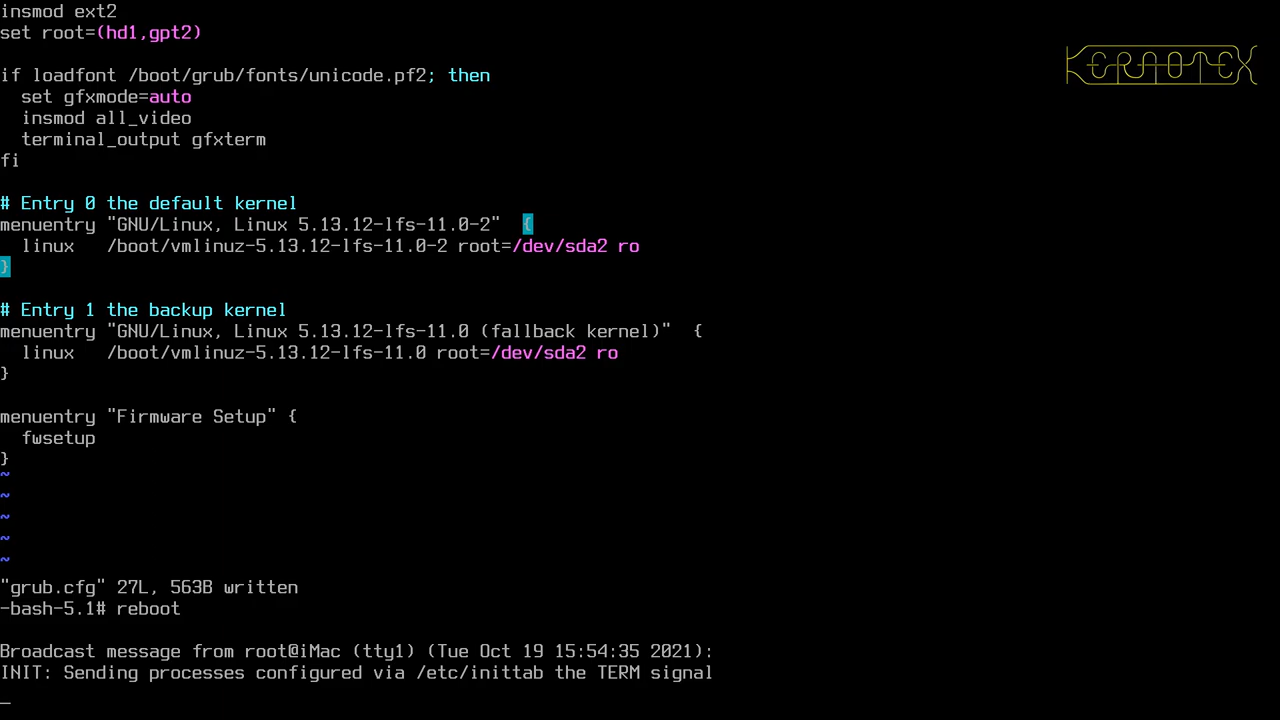 insmod ext2
set root=(hd1,gpt2)
KERNOTEX
if loadfont /boot/grub/fonts/unicode.pf2; then
  set gfxmode=auto
  insmod all_video
  terminal_output gfxterm
fi
# Entry 0 the default kernel
menuentry "GNU/Linux, Linux 5.13.12-lfs-11.0-2"  {
  linux   /boot/vmlinuz-5.13.12-lfs-11.0-2 root=/dev/sda2 ro
}
# Entry 1 the backup kernel
menuentry "GNU/Linux, Linux 5.13.12-lfs-11.0 (fallback kernel)"  {
  linux   /boot/vmlinuz-5.13.12-lfs-11.0 root=/dev/sda2 ro
}
menuentry "Firmware Setup" {
  fwsetup
}
~
~
~
~
~
"grub.cfg" 27L, 563B written
-bash-5.1# reboot
Broadcast message from root@iMac (tty1) (Tue Oct 19 15:54:35 2021):
INIT: Sending processes configured via /etc/inittab the TERM signal
_